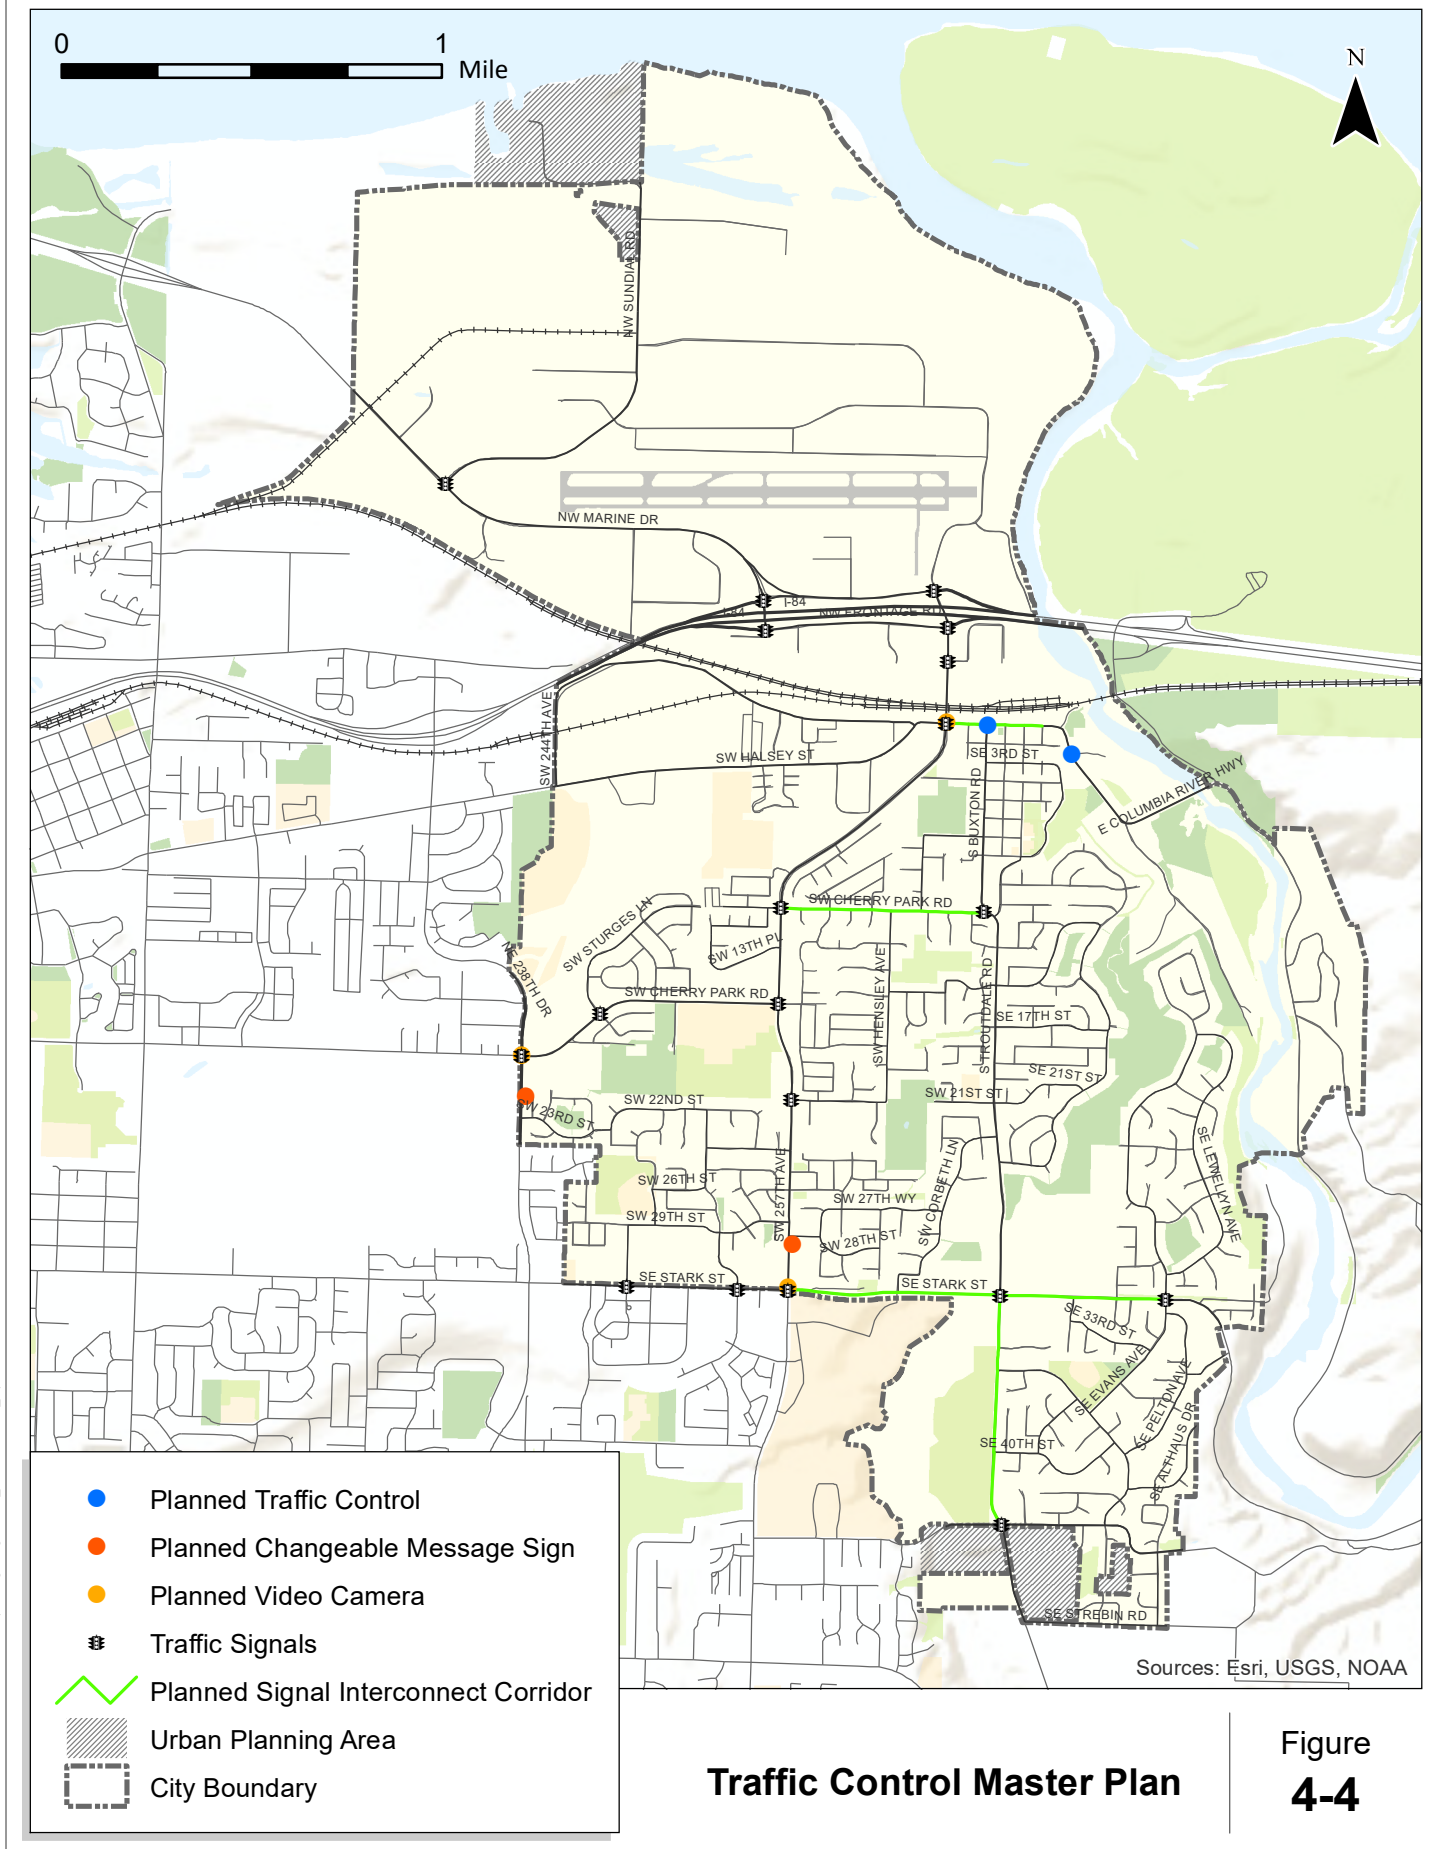 0
1
Mile
N
NW SUNDIAL RD
NW MARINE DR
I-84
I-84
NW FRONTAGE RD
SW 244TH AVE
SW HALSEY ST
SE 3RD ST
E COLUMBIA RIVER HWY
S BUXTON RD
SW CHERRY PARK RD
SW STURGES LN
SW 13TH PL
NE 238TH DR
SW CHERRY PARK RD
SW HENSLEY AVE
S TROUTDALE RD
SE 17TH ST
SE 21ST ST
SW 21ST ST
SW 22ND ST
SW 23RD ST
SW 257TH AVE
SW 26TH ST
SW 27TH WY
SW CORBETH LN
SE LEWELLYN AVE
SW 29TH ST
SW 28TH ST
SE STARK ST
SE STARK ST
SE 33RD ST
SE EVANS AVE
SE PELTON AVE
SE ALTHAUS DR
SE 40TH ST
SE STREBIN RD
Sources: Esri, USGS, NOAA
Planned Traffic Control
Planned Changeable Message Sign
Planned Video Camera
Traffic Signals
Planned Signal Interconnect Corridor
Urban Planning Area
City Boundary
Traffic Control Master Plan
Figure
4-4